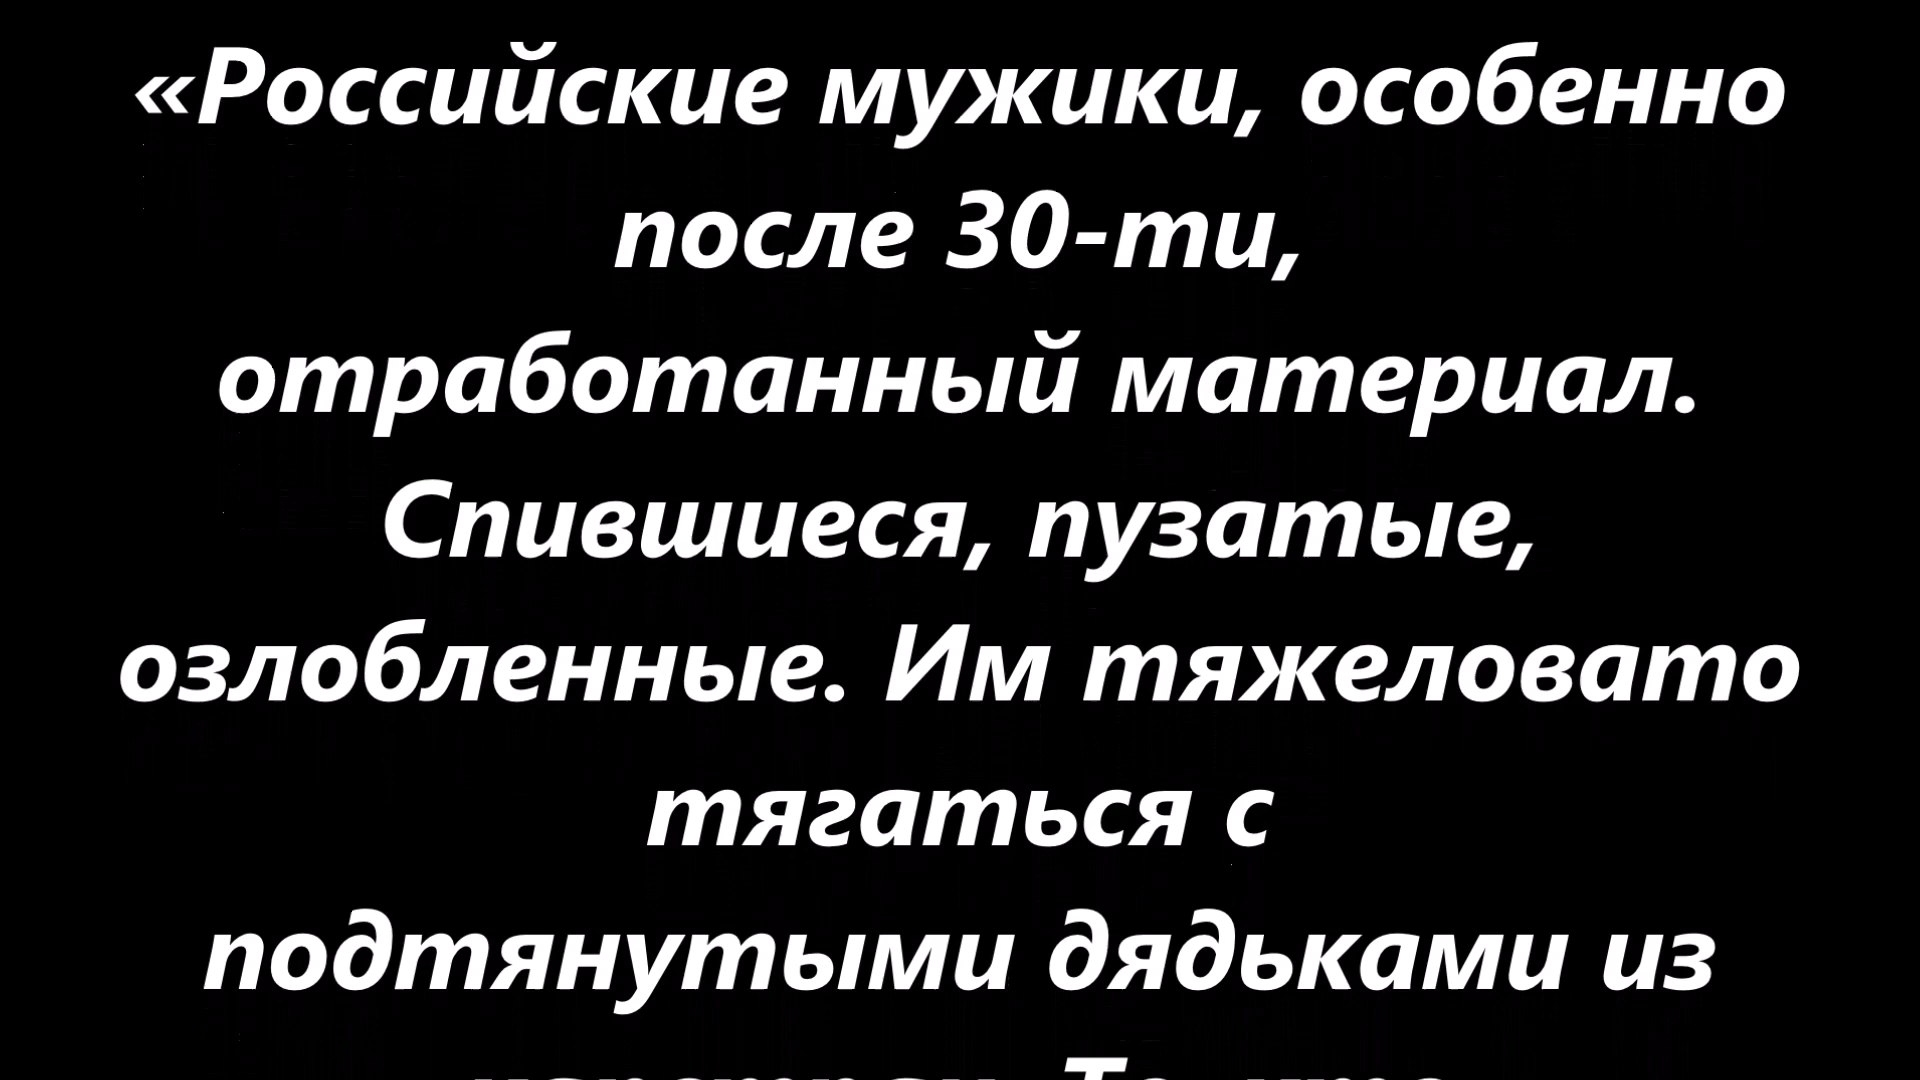 «Российские мужики, особенно
после 30-ти,
отработанный материал.
Спившиеся, пузатые,
озлобленные. Им тяжеловато
тягаться с
подтянутыми дядьками из